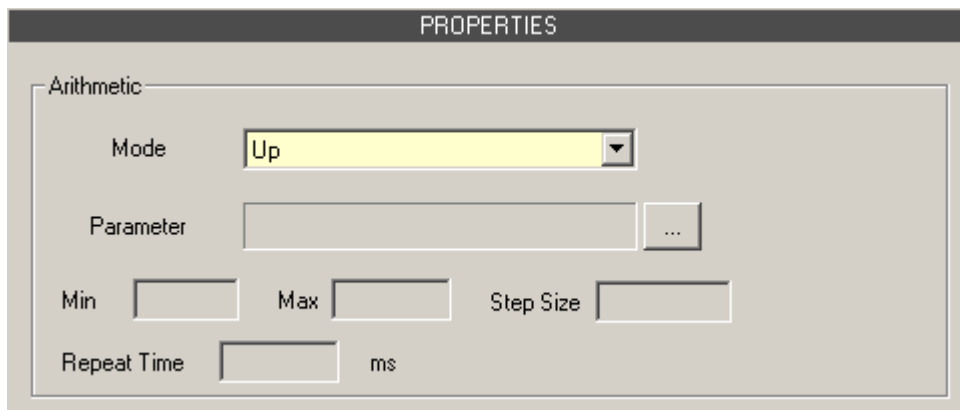 PROPERTIES
Arithmetic
Mode Up
Parameter ...
Min Max Step Size
Repeat Time ms